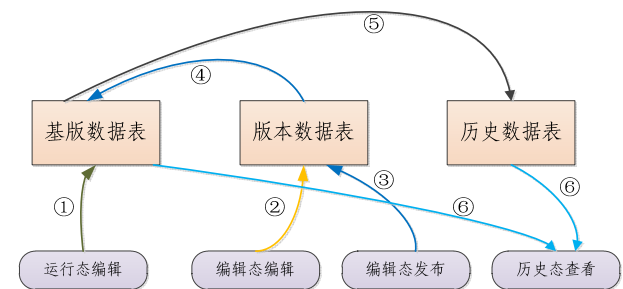 ⑤
④
基版数据表
版本数据表
历史数据表
①
②
③
⑥
⑥
运行态编辑
编辑态编辑
编辑态发布
历史态查看